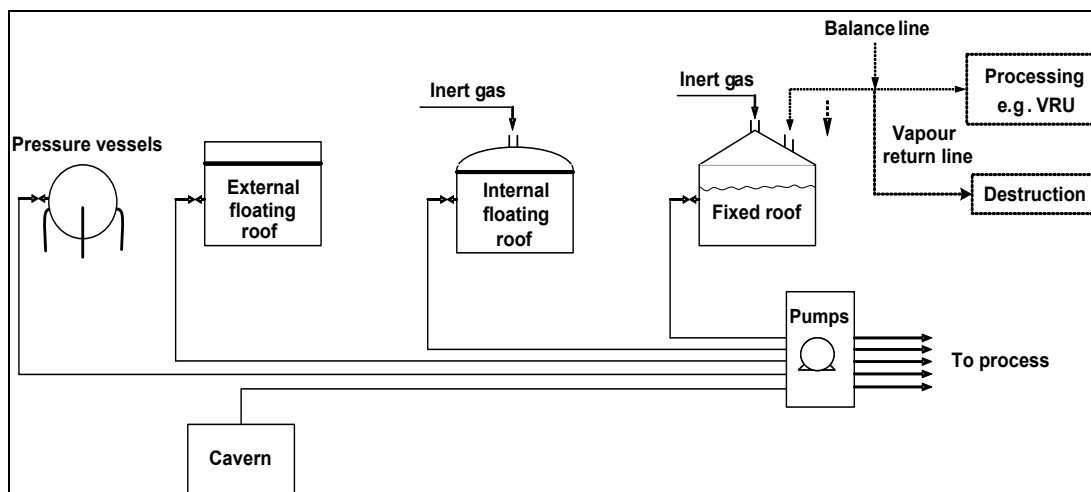 Balance line
Inert gas
Inert gas
Processing
e.g. VRU
Pressure vessels
Vapour
return line
External
floating
roof
Internal
floating
roof
Fixed roof
Destruction
Pumps
To process
Cavern